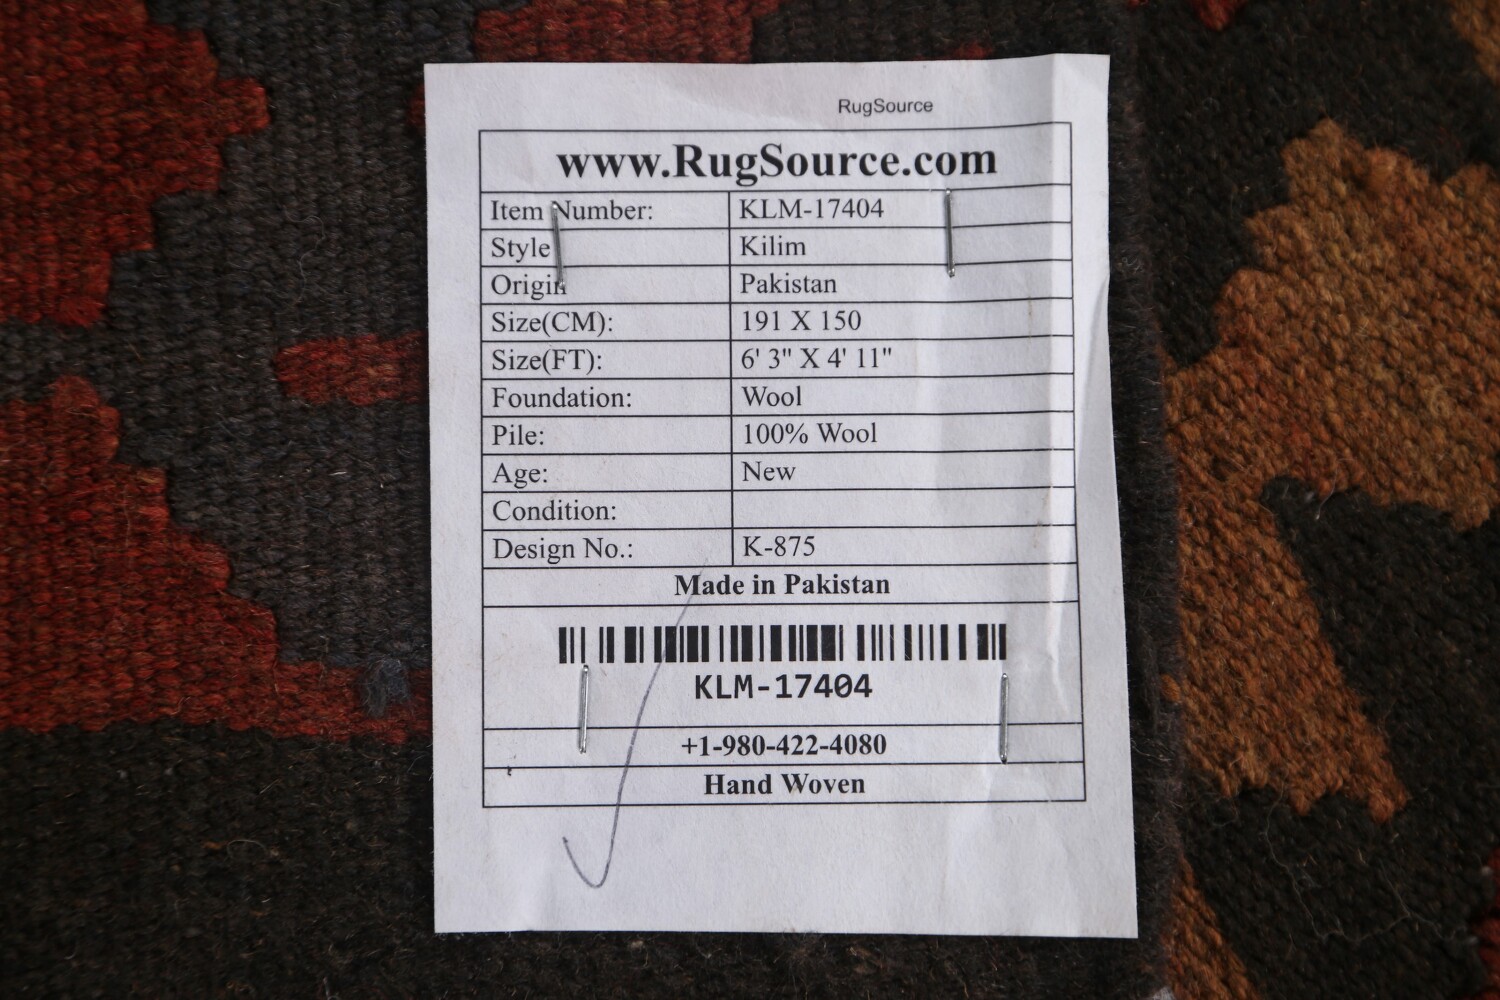 RugSource
www.RugSource.com
Item Number: KLM-17404
Style Kilim
Origin Pakistan
Size(CM): 191 X 150
Size(FT): 6' 3" X 4' 11"
Foundation: Wool
Pile: 100% Wool
Age: New
Condition:
Design No.: K-875
Made in Pakistan
KLM-17404
+1-980-422-4080
Hand Woven